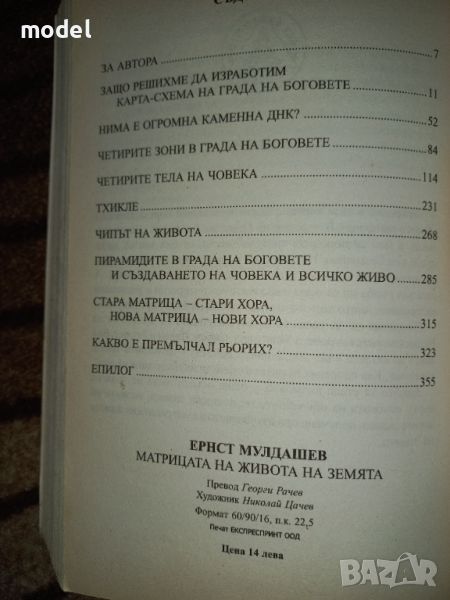 model
ЗА АВТОРА 7
ЗАЩО РЕШИХМЕ ДА ИЗРАБОТИМ
КАРТА-СХЕМА НА ГРАДА НА БОГОВЕТЕ 11
НИМА Е ОГРОМНА КАМЕННА ДНК? 52
ЧЕТИРИТЕ ЗОНИ В ГРАДА НА БОГОВЕТЕ 84
ЧЕТИРИТЕ ТЕЛА НА ЧОВЕКА 114
ТХИКЛЕ 231
ЧИПЪТ НА ЖИВОТА 268
ПИРАМИДИТЕ В ГРАДА НА БОГОВЕТЕ
И СЪЗДАВАНЕТО НА ЧОВЕКА И ВСИЧКО ЖИВО 285
СТАРА МАТРИЦА – СТАРИ ХОРА,
НОВА МАТРИЦА – НОВИ ХОРА 315
КАКВО Е ПРЕМЪЛЧАЛ РЬОРИХ? 323
ЕПИЛОГ 355
ЕРНСТ МУЛДАШЕВ
МАТРИЦАТА НА ЖИВОТА НА ЗЕМЯТА
Превод Георги Рачев
Художник Николай Цачев
Формат 60/90/16, п.к. 22,5
Печат ЕКСПРЕСПРИНТ ООД
Цена 14 лева
BAZAR